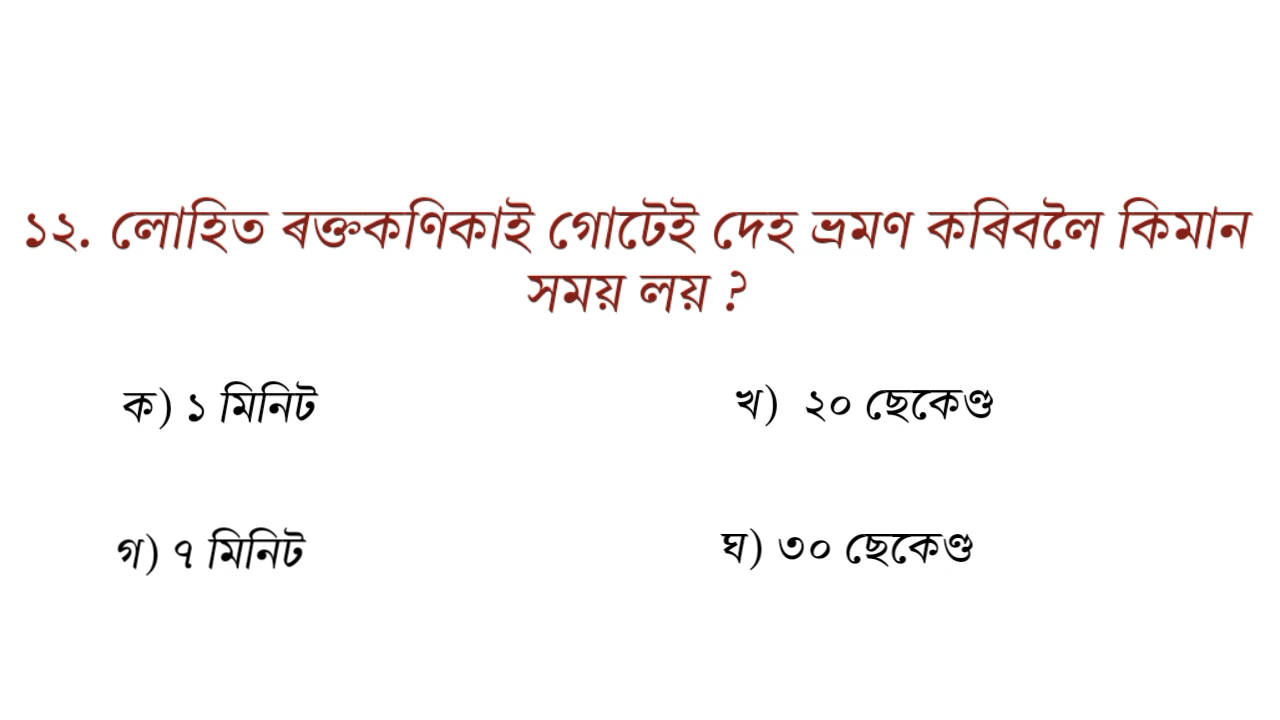 ১২. লোহিত ৰক্তকণিকাই গোটেই দেহ ভ্ৰমণ কৰিবলৈ কিমান
সময় লয় ?
ক) ১ মিনিট
খ) ২০ ছেকেণ্ড
গ) ৭ মিনিট
ঘ) ৩০ ছেকেণ্ড